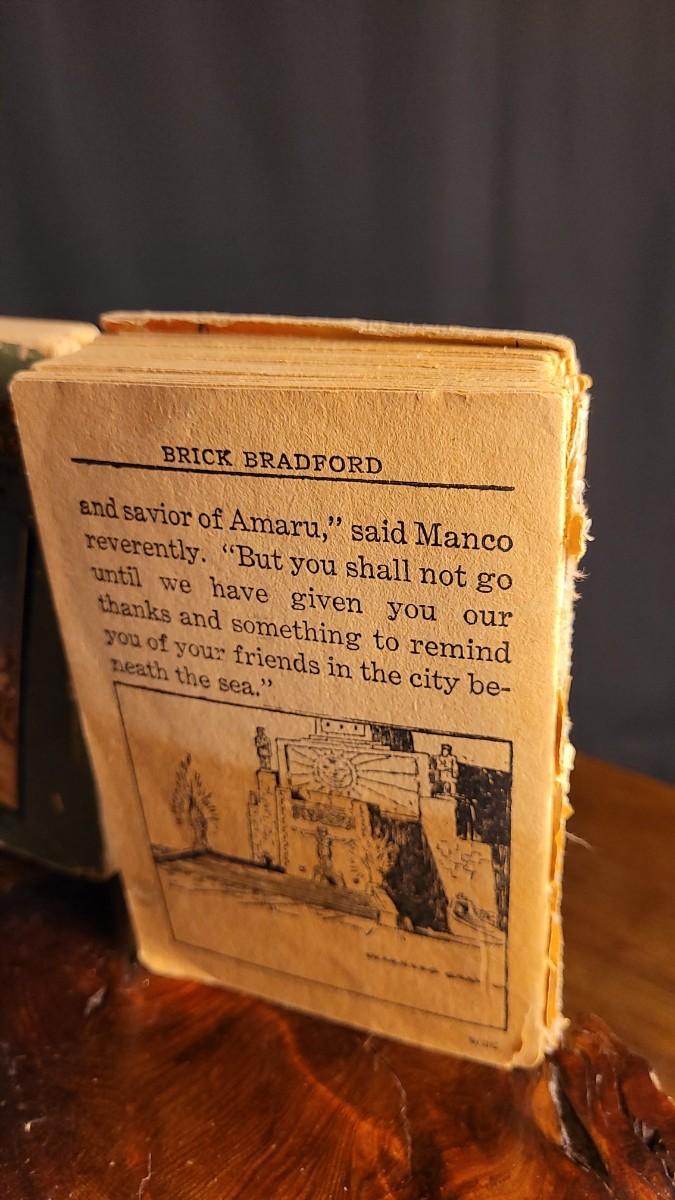 BRICK BRADFORD
and savior of Amaru,” said Manco
reverently. “But you shall not go
until we have given you our
thanks and something to remind
you of your friends in the city be-
neath the sea.”